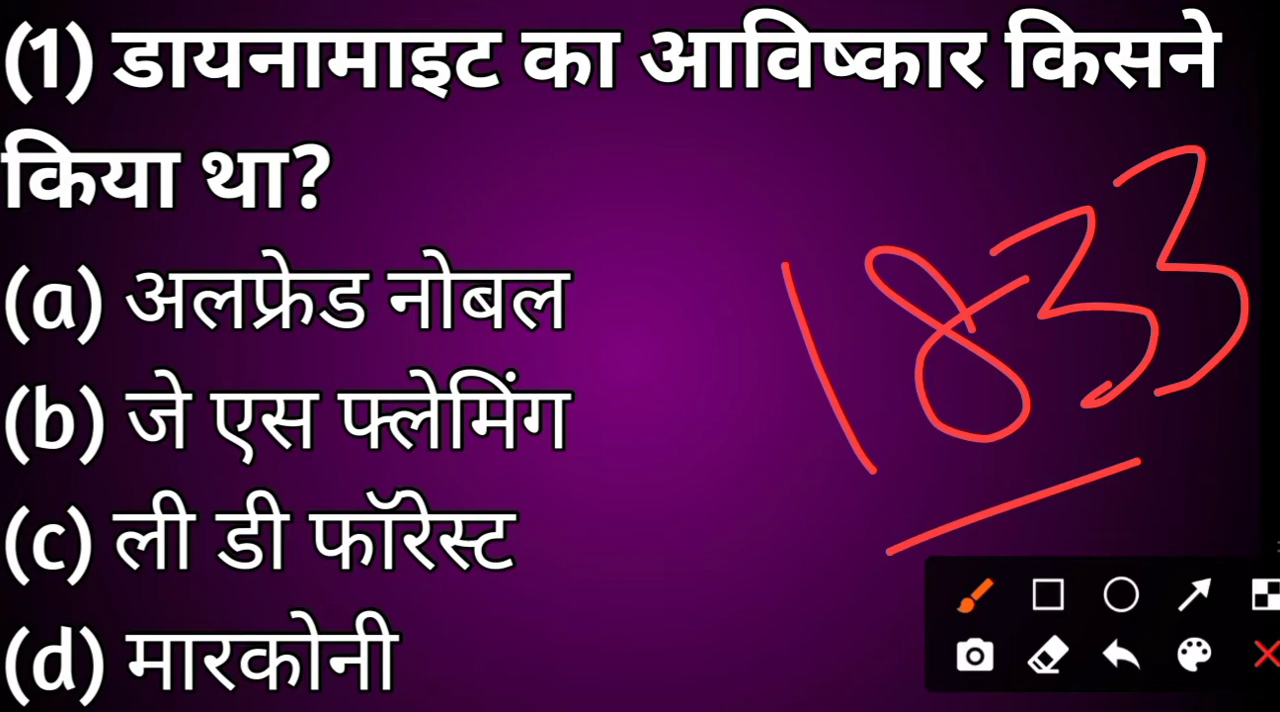 (1) डायनामाइट का आविष्कार किसने
किया था?
(a) अलफ्रेड नोबल
(b) जे एस फ्लेमिंग
(c) ली डी फॉरेस्ट
(d) मारकोनी
1833